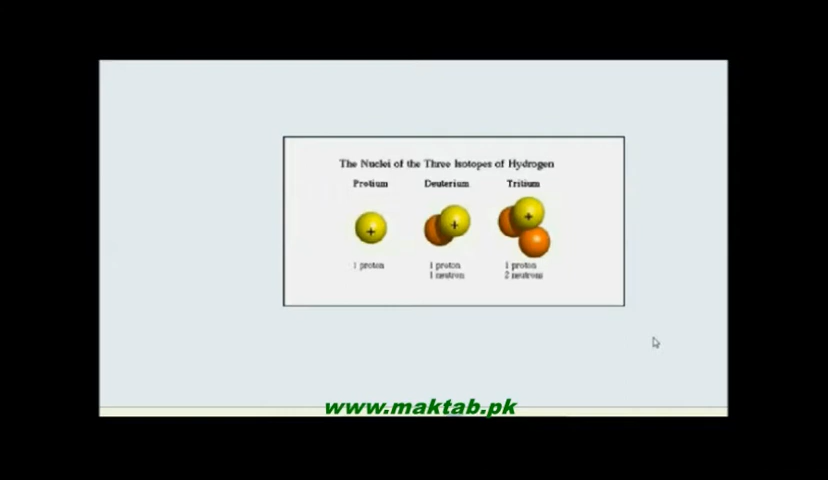 The Nuclei of the Three Isotopes of Hydrogen
Protium Deuterium Tritium
+ + +
1 proton 1 proton 1 proton
1 neutron 2 neutrons
www.maktab.pk